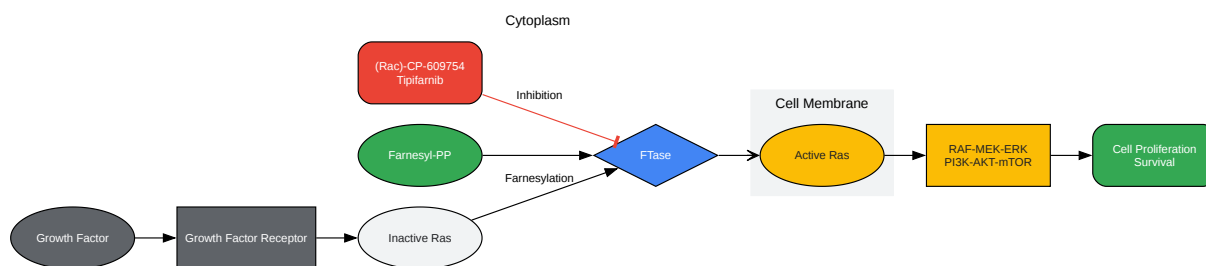 Cytoplasm
(Rac)-CP-609754
Tipifarnib
Inhibition
Cell Membrane
Farnesyl-PP
FTase
Active Ras
RAF-MEK-ERK
PI3K-AKT-mTOR
Cell Proliferation
Survival
Farnesylation
Growth Factor
Growth Factor Receptor
Inactive Ras